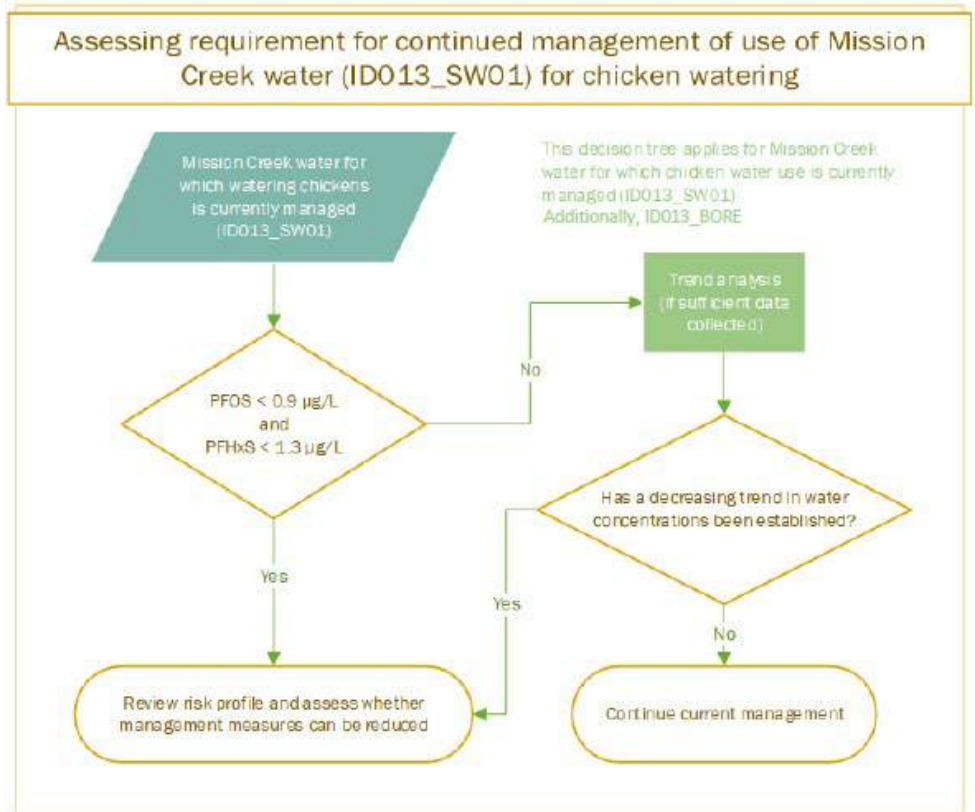 Assessing requirement for continued management of use of Mission
Creek water (ID013_SW01) for chicken watering
Mission Creek water for
which watering chickens
is currently managed
(ID013_SW01)
This decision tree applies for Mission Creek
water for which chicken water use is currently
managed (ID013_SW01)
Additionally, ID013_BORE
Trend analysis
(if sufficient data
collected)
No
PFOS < 0.9 µg/L
and
PFHxS < 1.3 µg/L
Has a decreasing trend in water
concentrations been established?
Yes
Yes
No
Review risk profile and assess whether
management measures can be reduced
Continue current management